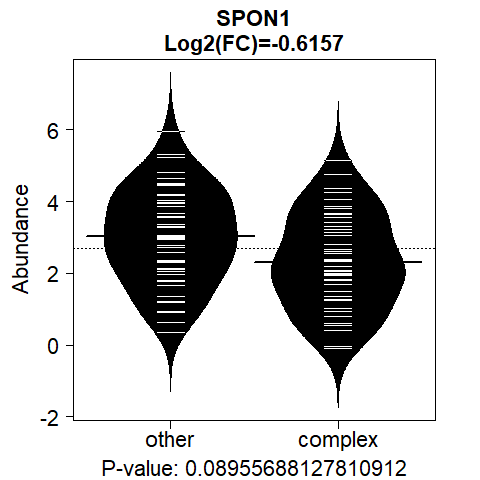 SPON1
Log2(FC)=-0.6157
Abundance
6
4
2
0
-2
other complex
P-value: 0.08955688127810912